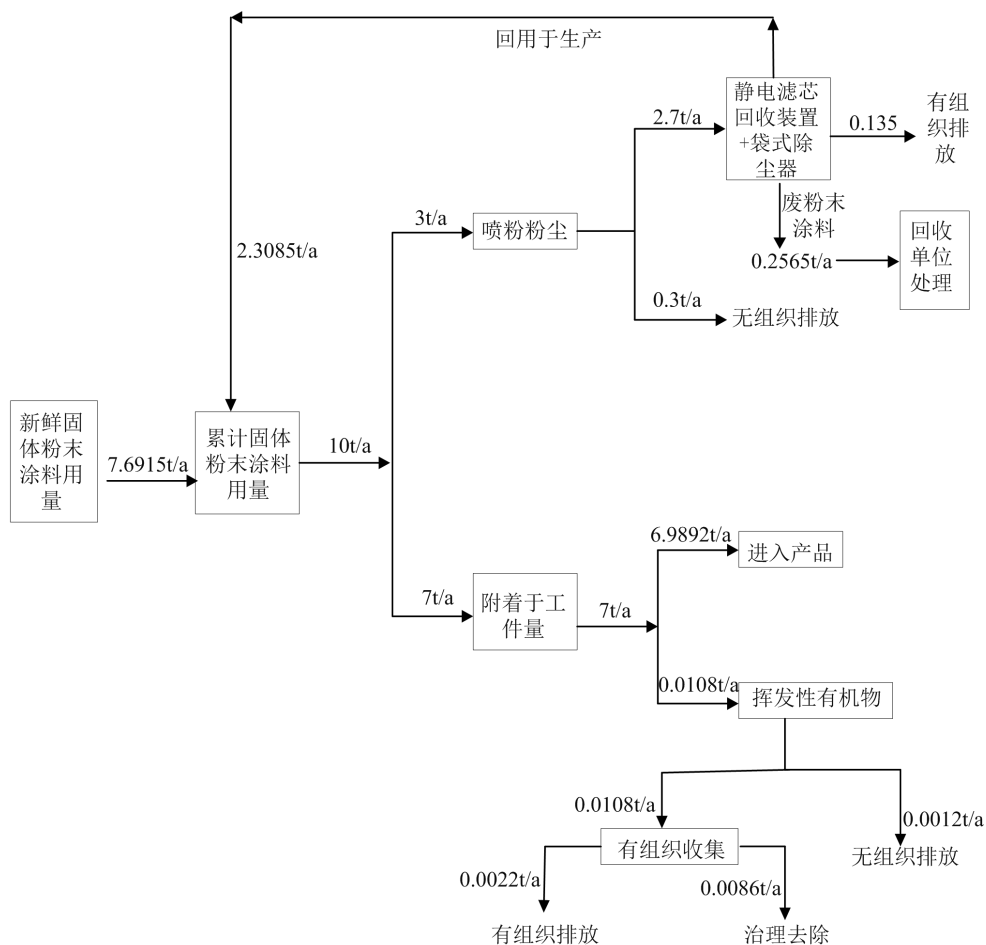 回用于生产
静电滤芯
回收装置
+袋式除
尘器
2.7t/a
0.135
有组
织排
放
废粉末
涂料
3t/a
喷粉粉尘
2.3085t/a
0.2565t/a
回收
单位
处理
0.3t/a
无组织排放
新鲜固
体粉末
涂料用
量
7.6915t/a
累计固体
粉末涂料
用量
10t/a
6.9892t/a
进入产品
7t/a
附着于工
件量
7t/a
0.0108t/a
挥发性有机物
0.0108t/a
0.0012t/a
有组织收集
无组织排放
0.0022t/a
0.0086t/a
有组织排放
治理去除